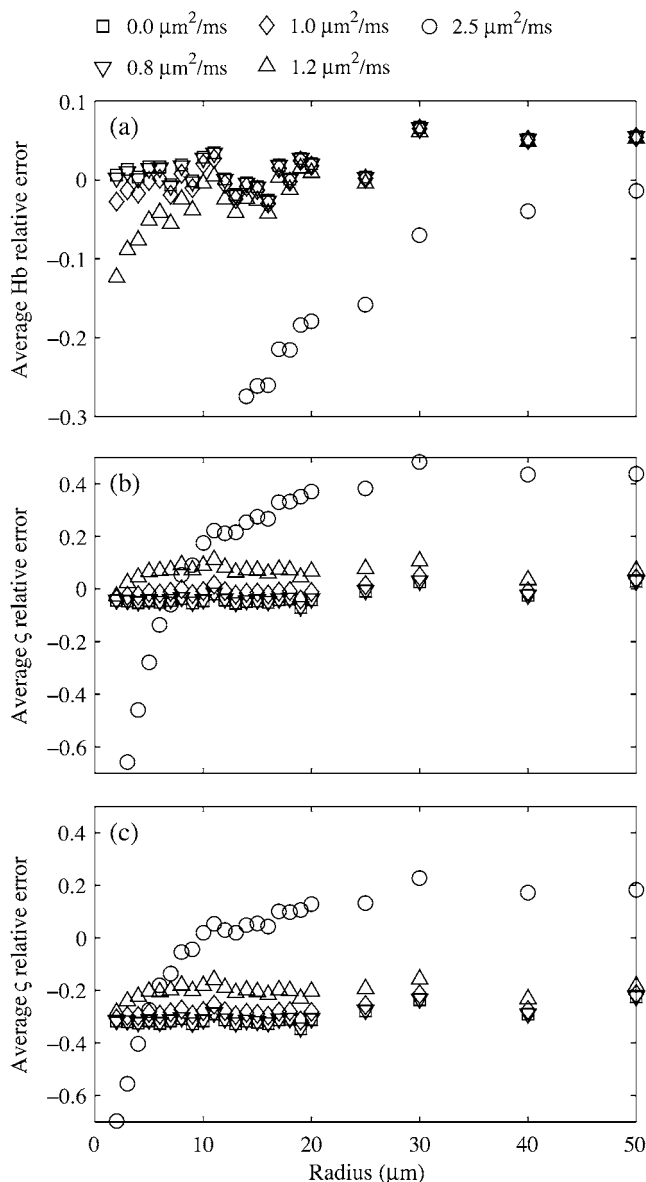 0.0 μm²/ms 1.0 μm²/ms 2.5 μm²/ms
0.8 μm²/ms 1.2 μm²/ms
(a)
0.1
0
−0.1
−0.2
−0.3
Average Hb relative error
(b)
0.4
0.2
0
−0.2
−0.4
−0.6
Average ς relative error
(c)
0.4
0.2
0
−0.2
−0.4
−0.6
Average ς relative error
0 10 20 30 40 50
Radius (μm)